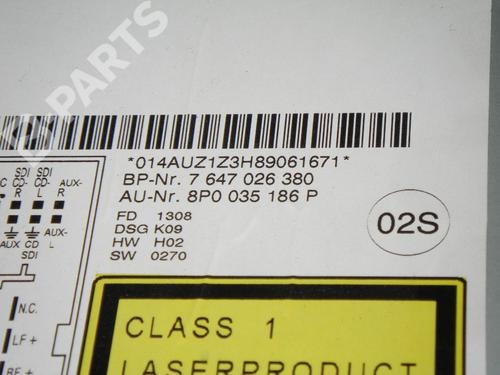 B-PARTS
*014AUZ1Z3H89061671*
BP-Nr. 7 647 026 380
AU-Nr. 8P0 035 186 P
FD 1308
DSG K09
HW H02
SW 0270
02S
SDI SDI
C CD- CD- AUX-
R L R
AUX CD AUX-
SDI L
N.C.
LF +
RF +
CLASS 1
LASERPRODUCT